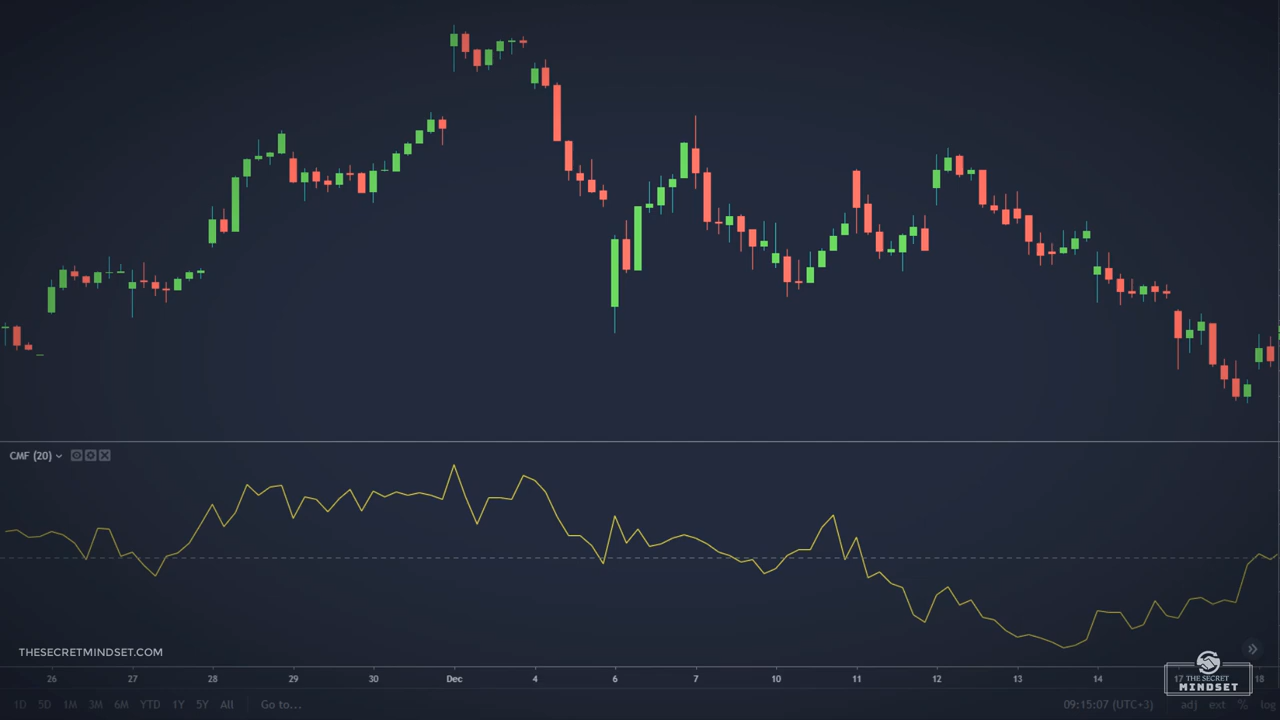 CMF (20)
THESECRETMINDSET.COM
26 27 28 29 30 Dec 4 5 6 7 10 11 12 13 14 17 18
THE SECRET
MINDSET
1D 5D 1M 3M 6M YTD 1Y 5Y All Go to... 09:15:07 (UTC+3) adj ext % log